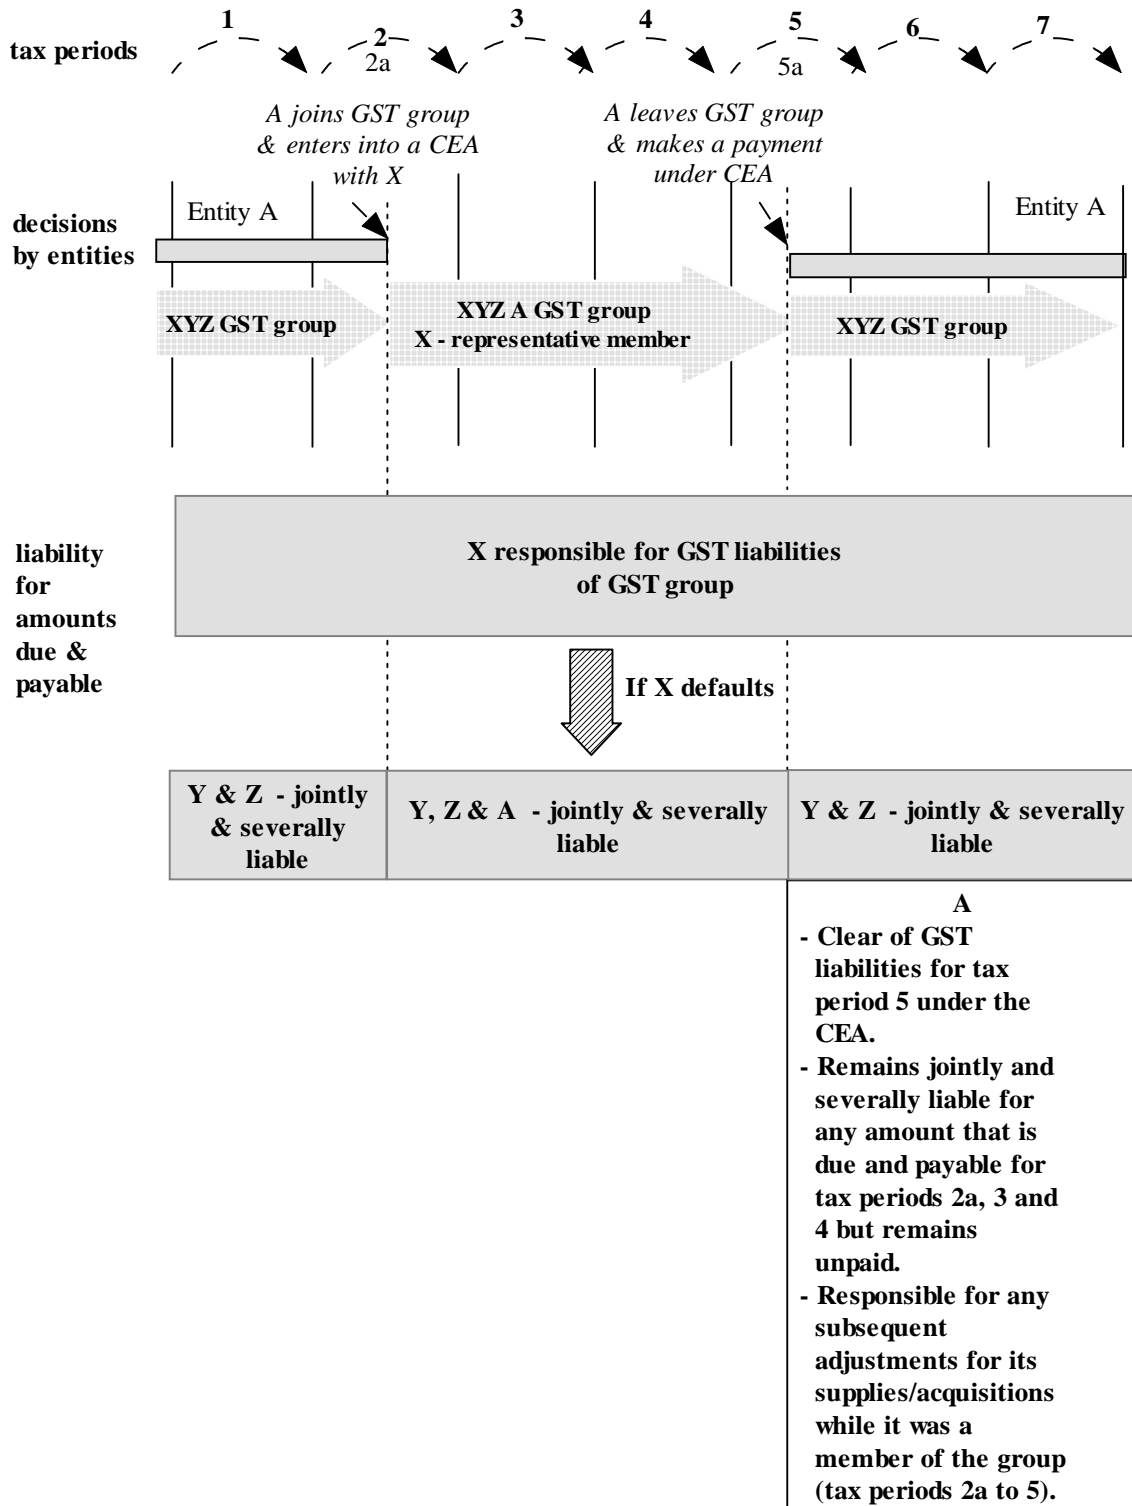 1 2 3 4 5 6 7
tax periods
2a 5a
A joins GST group
& enters into a CEA
with X
A leaves GST group
& makes a payment
under CEA
decisions
by entities
Entity A
Entity A
XYZ GST group
XYZ A GST group
X - representative member
XYZ GST group
liability
for
amounts
due &
payable
X responsible for GST liabilities
of GST group
If X defaults
Y & Z - jointly
& severally
liable
Y, Z & A - jointly & severally
liable
Y & Z - jointly & severally
liable
A
- Clear of GST
liabilities for tax
period 5 under the
CEA.
- Remains jointly and
severally liable for
any amount that is
due and payable for
tax periods 2a, 3 and
4 but remains
unpaid.
- Responsible for any
subsequent
adjustments for its
supplies/acquisitions
while it was a
member of the group
(tax periods 2a to 5).